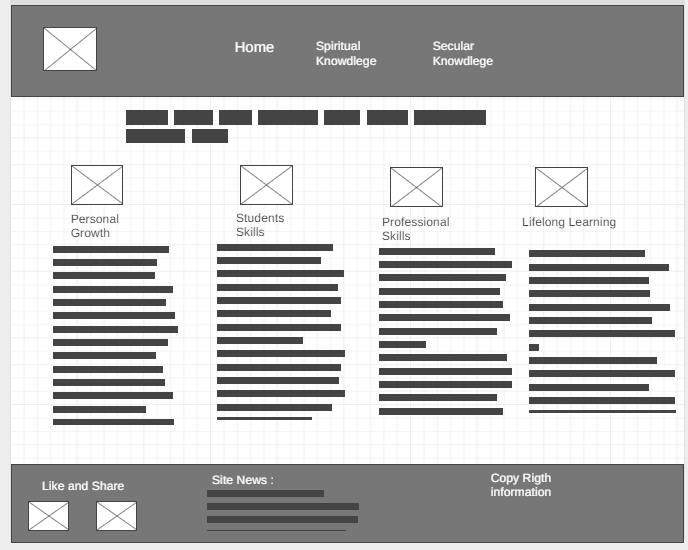 Home
Spiritual
Knowdlege
Secular
Knowdlege
Personal
Growth
Students
Skills
Professional
Skills
Lifelong Learning
Like and Share
Site News :
Copy Rigth
information